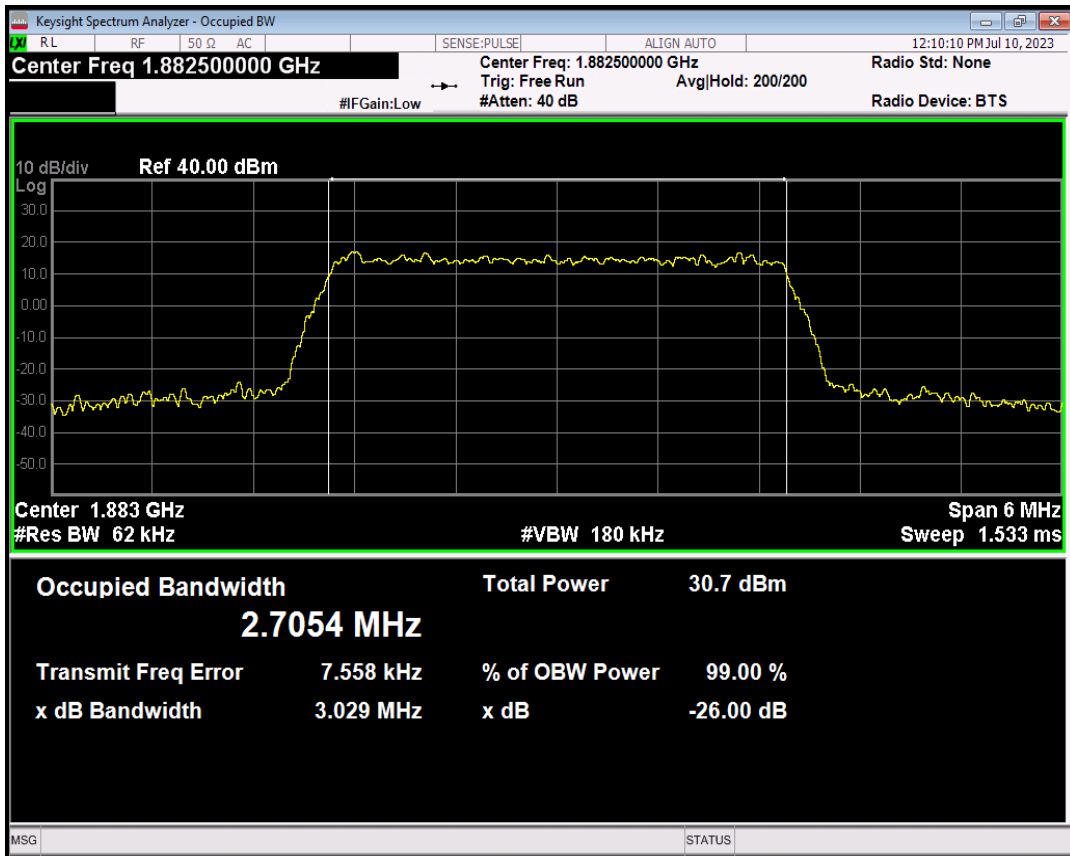 Keysight Spectrum Analyzer - Occupied BW
LXI RL RF 50 Ω AC SENSE:PULSE ALIGN AUTO 12:10:10 PM Jul 10, 2023
Center Freq 1.882500000 GHz Center Freq: 1.882500000 GHz Radio Std: None
Trig: Free Run Avg|Hold: 200/200
#IFGain:Low #Atten: 40 dB Radio Device: BTS
10 dB/div Ref 40.00 dBm
Log
30.0
20.0
10.0
0.00
-10.0
-20.0
-30.0
-40.0
-50.0
Center 1.883 GHz Span 6 MHz
#Res BW 62 kHz #VBW 180 kHz Sweep 1.533 ms
Occupied Bandwidth Total Power 30.7 dBm
2.7054 MHz
Transmit Freq Error 7.558 kHz % of OBW Power 99.00 %
x dB Bandwidth 3.029 MHz x dB -26.00 dB
MSG STATUS